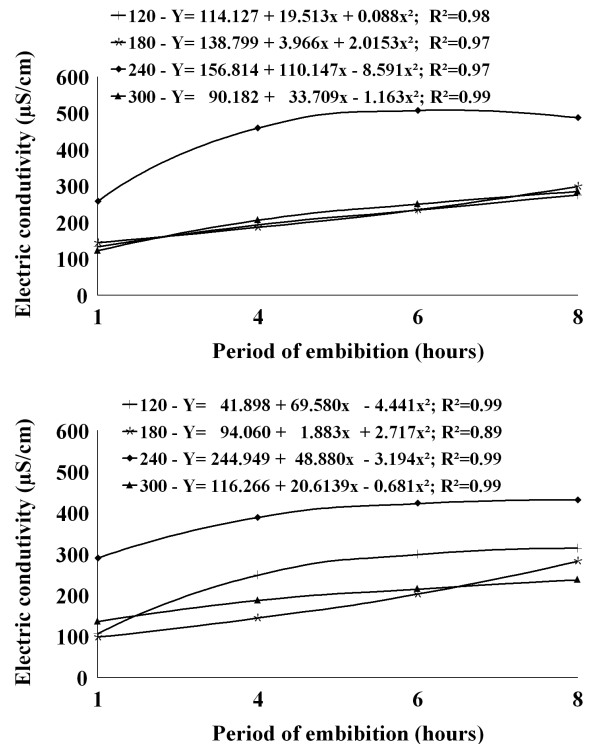 120 - Y= 114.127 + 19.513x + 0.088x²; R²=0.98
180 - Y= 138.799 + 3.966x + 2.0153x²; R²=0.97
240 - Y= 156.814 + 110.147x - 8.591x²; R²=0.97
300 - Y= 90.182 + 33.709x - 1.163x²; R²=0.99
Electric condutivity (µS/cm)
600
500
400
300
200
100
0
1 4 6 8
Period of embibition (hours)
120 - Y= 41.898 + 69.580x - 4.441x²; R²=0.99
180 - Y= 94.060 + 1.883x + 2.717x²; R²=0.89
240 - Y= 244.949 + 48.880x - 3.194x²; R²=0.99
300 - Y= 116.266 + 20.6139x - 0.681x²; R²=0.99
Electric condutivity (µS/cm)
600
500
400
300
200
100
0
1 4 6 8
Period of embibition (hours)